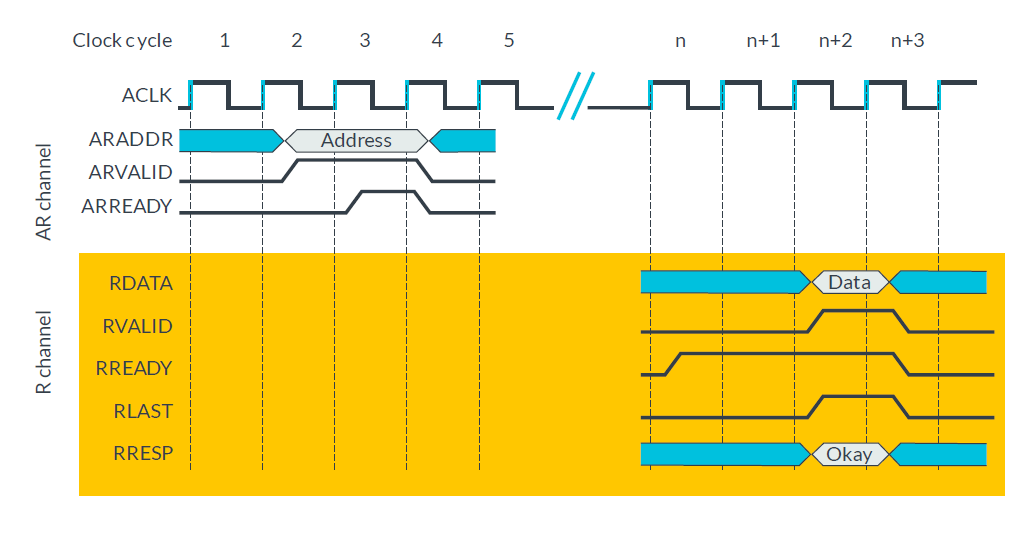 Clock cycle 1 2 3 4 5 n n+1 n+2 n+3
ACLK
ARADDR Address
ARVALID
ARREADY
AR channel
RDATA Data
RVALID
RREADY
RLAST
RRESP Okay
R channel